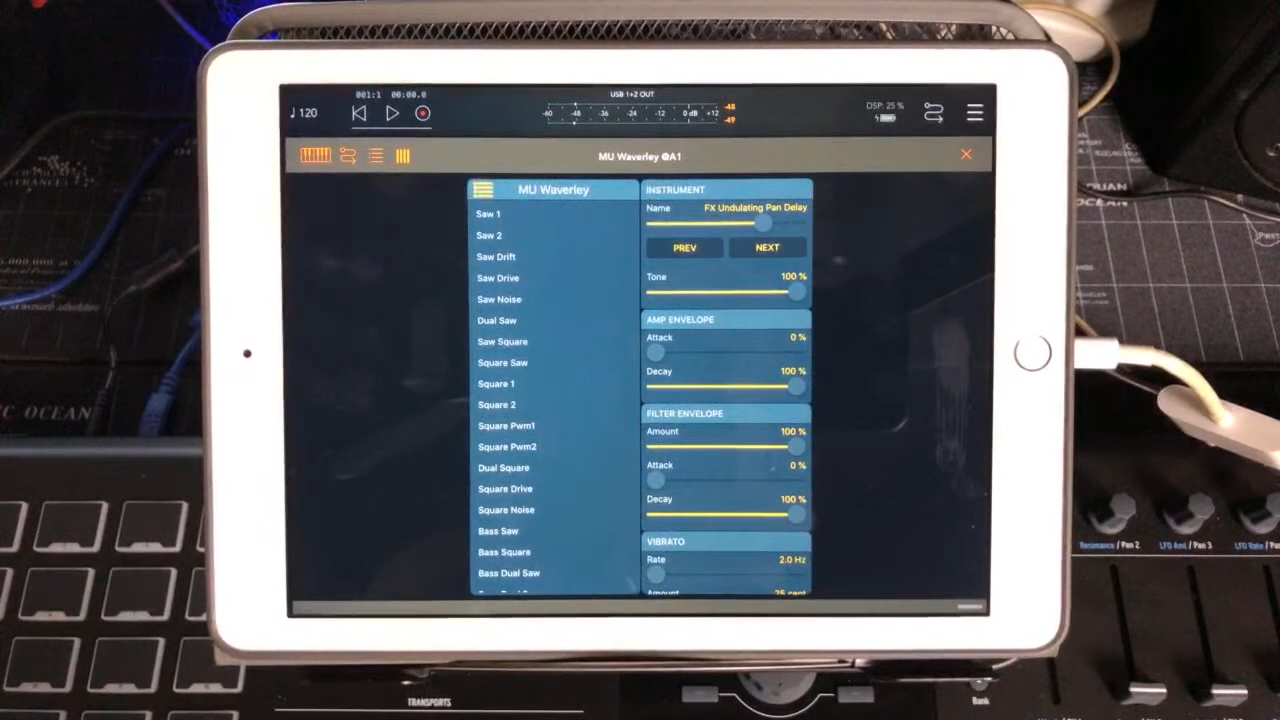 001:1 00:00.0
USB 1+2 OUT
120
-60 -48 -36 -24 -12 0 dB +12
-48
-49
DSP: 25 %
MU Waverley @A1
MU Waverley
Saw 1
Saw 2
Saw Drift
Saw Drive
Saw Noise
Dual Saw
Saw Square
Square Saw
Square 1
Square 2
Square Pwm1
Square Pwm2
Dual Square
Square Drive
Square Noise
Bass Saw
Bass Square
Bass Dual Saw
INSTRUMENT
Name FX Undulating Pan Delay
PREV NEXT
Tone 100 %
AMP ENVELOPE
Attack 0 %
Decay 100 %
FILTER ENVELOPE
Amount 100 %
Attack 0 %
Decay 100 %
VIBRATO
Rate 2.0 Hz
Amount 25 cent
OCEAN
OCEAN
Resonance / Pan 2
LFO Amt / Pan 3
LFO Rate /
TRANSPORTS
Bank